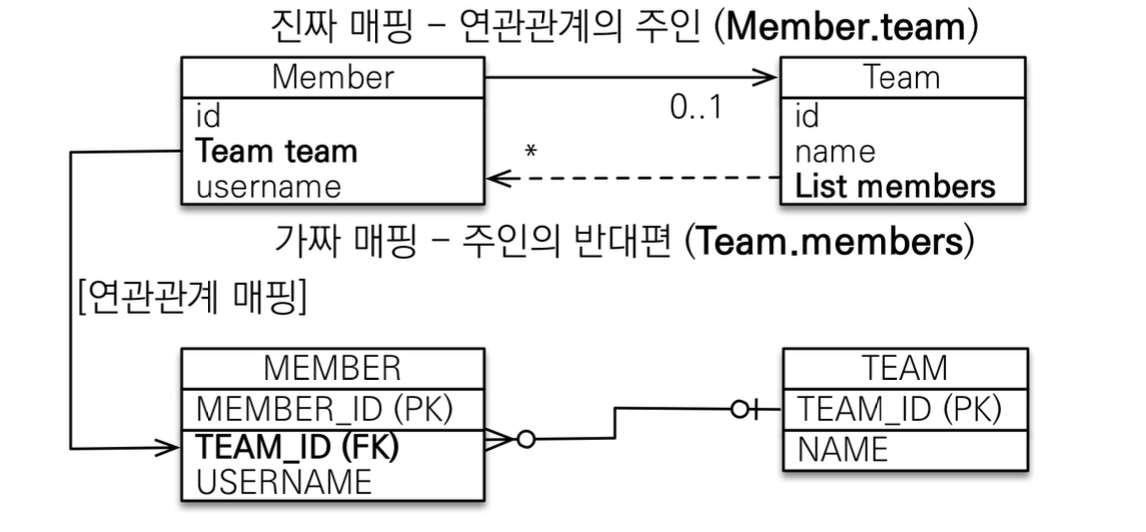 진짜 매핑 – 연관관계의 주인 (Member.team)
Member
id
Team team
username
0..1
*
Team
id
name
List members
가짜 매핑 – 주인의 반대편 (Team.members)
[연관관계 매핑]
MEMBER
MEMBER_ID (PK)
TEAM_ID (FK)
USERNAME
TEAM
TEAM_ID (PK)
NAME